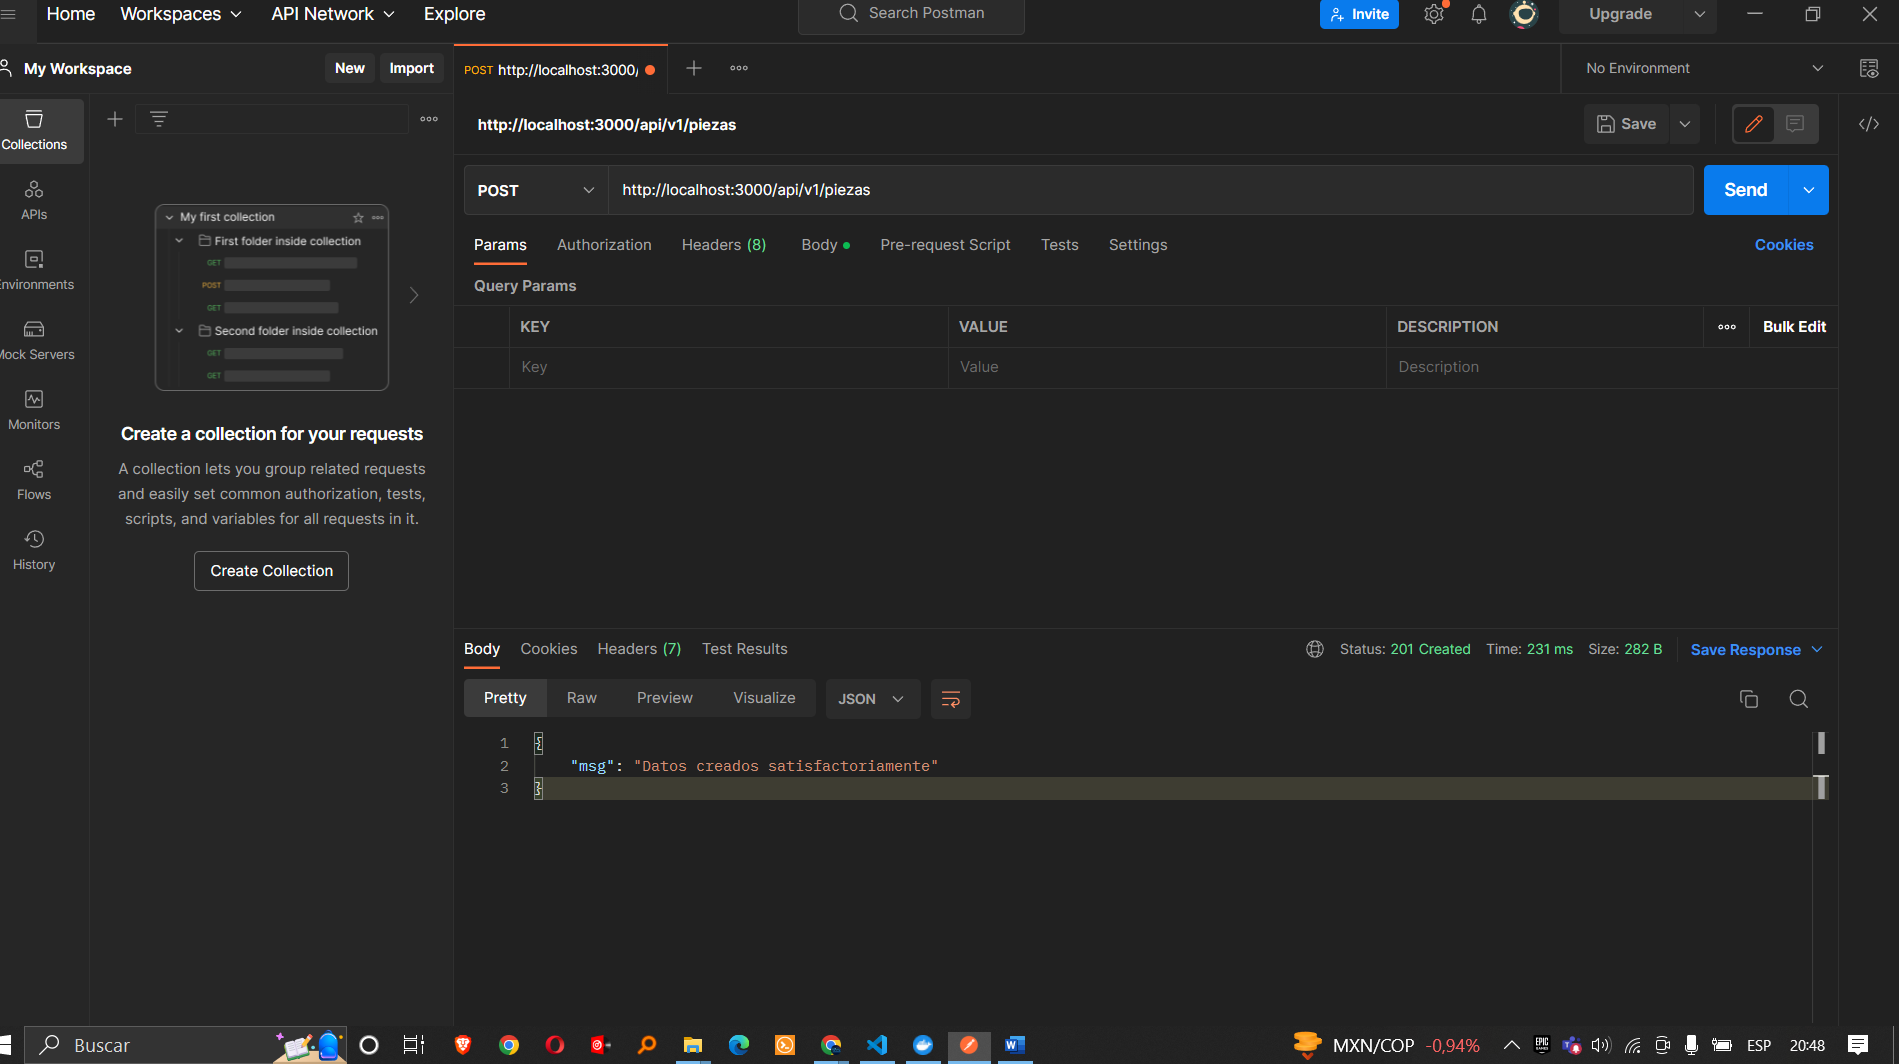 Home Workspaces API Network Explore Search Postman Invite Upgrade
My Workspace New Import POST http://localhost:3000/ No Environment
http://localhost:3000/api/v1/piezas Save
Collections
APIs
Environments
Mock Servers
Monitors
Flows
History
My first collection
First folder inside collection
GET
POST
GET
Second folder inside collection
GET
GET
Create a collection for your requests
A collection lets you group related requests
and easily set common authorization, tests,
scripts, and variables for all requests in it.
Create Collection
POST http://localhost:3000/api/v1/piezas Send
Params Authorization Headers (8) Body Pre-request Script Tests Settings Cookies
Query Params
KEY VALUE DESCRIPTION Bulk Edit
Key Value Description
Body Cookies Headers (7) Test Results Status: 201 Created Time: 231 ms Size: 282 B Save Response
Pretty Raw Preview Visualize JSON
1 {
2 "msg": "Datos creados satisfactoriamente"
3 }
Buscar MXN/COP -0,94% ESP 20:48